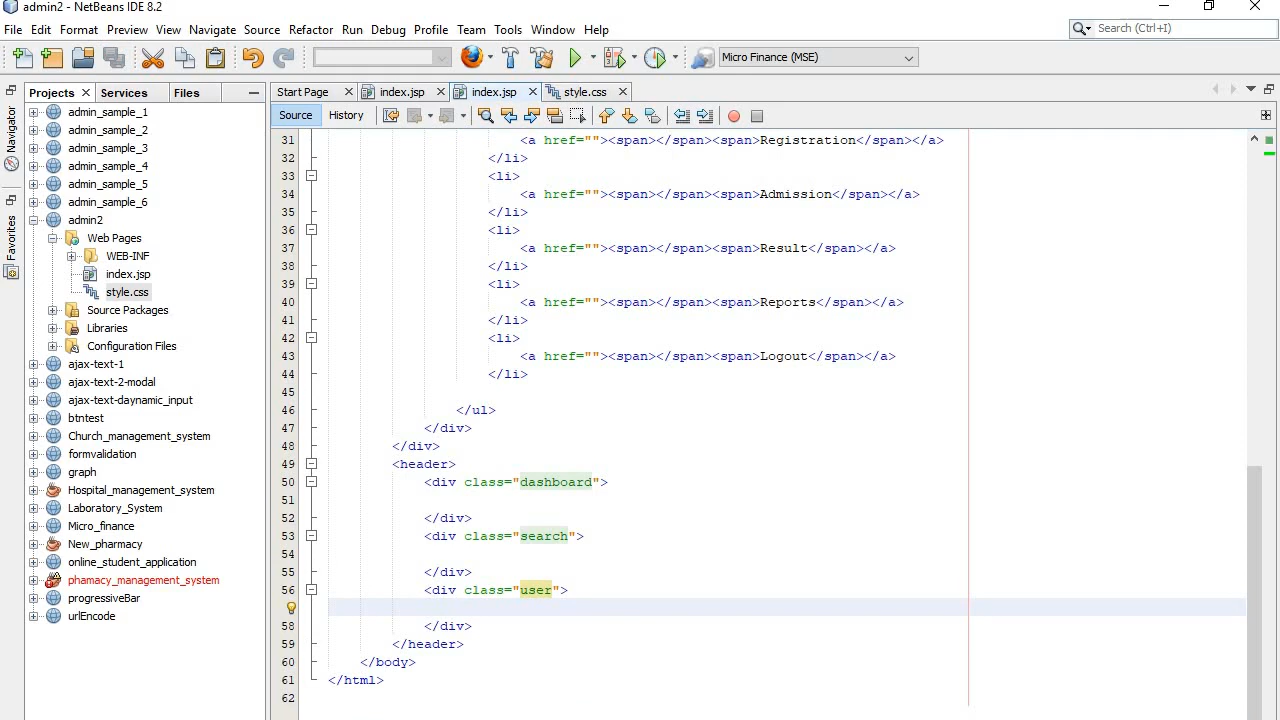 admin2 - NetBeans IDE 8.2
File Edit Format Preview View Navigate Source Refactor Run Debug Profile Team Tools Window Help
Search (Ctrl+I)
Micro Finance (MSE)
Projects Services Files
Start Page index.jsp index.jsp style.css
Source History
Navigator
Favorites
admin_sample_1
admin_sample_2
admin_sample_3
admin_sample_4
admin_sample_5
admin_sample_6
admin2
Web Pages
WEB-INF
index.jsp
style.css
Source Packages
Libraries
Configuration Files
ajax-text-1
ajax-text-2-modal
ajax-text-daynamic_input
btntest
Church_management_system
formvalidation
graph
Hospital_management_system
Laboratory_System
Micro_finance
New_pharmacy
online_student_application
phamacy_management_system
progressiveBar
urlEncode
31 <a href=""><span></span><span>Registration</span></a>
32 </li>
33 <li>
34 <a href=""><span></span><span>Admission</span></a>
35 </li>
36 <li>
37 <a href=""><span></span><span>Result</span></a>
38 </li>
39 <li>
40 <a href=""><span></span><span>Reports</span></a>
41 </li>
42 <li>
43 <a href=""><span></span><span>Logout</span></a>
44 </li>
45
46 </ul>
47 </div>
48 </div>
49 <header>
50 <div class="dashboard">
51
52 </div>
53 <div class="search">
54
55 </div>
56 <div class="user">
58 </div>
59 </header>
60 </body>
61 </html>
62